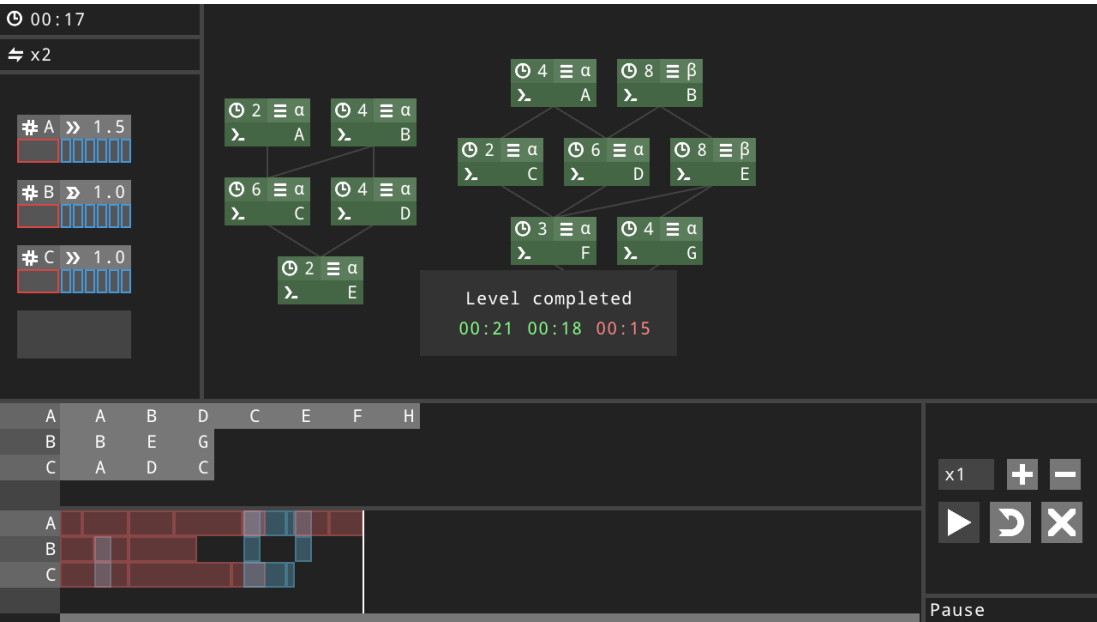 00:17
x2
# A 1.5
# B 1.0
# C 1.0
2 α
A
4 α
B
6 α
C
4 α
D
2 α
E
4 α
A
8 β
B
2 α
C
6 α
D
8 β
E
3 α
F
4 α
G
Level completed
00:21 00:18 00:15
A A B D C E F H
B B E G
C A D C
A
B
C
x1 + −
Pause